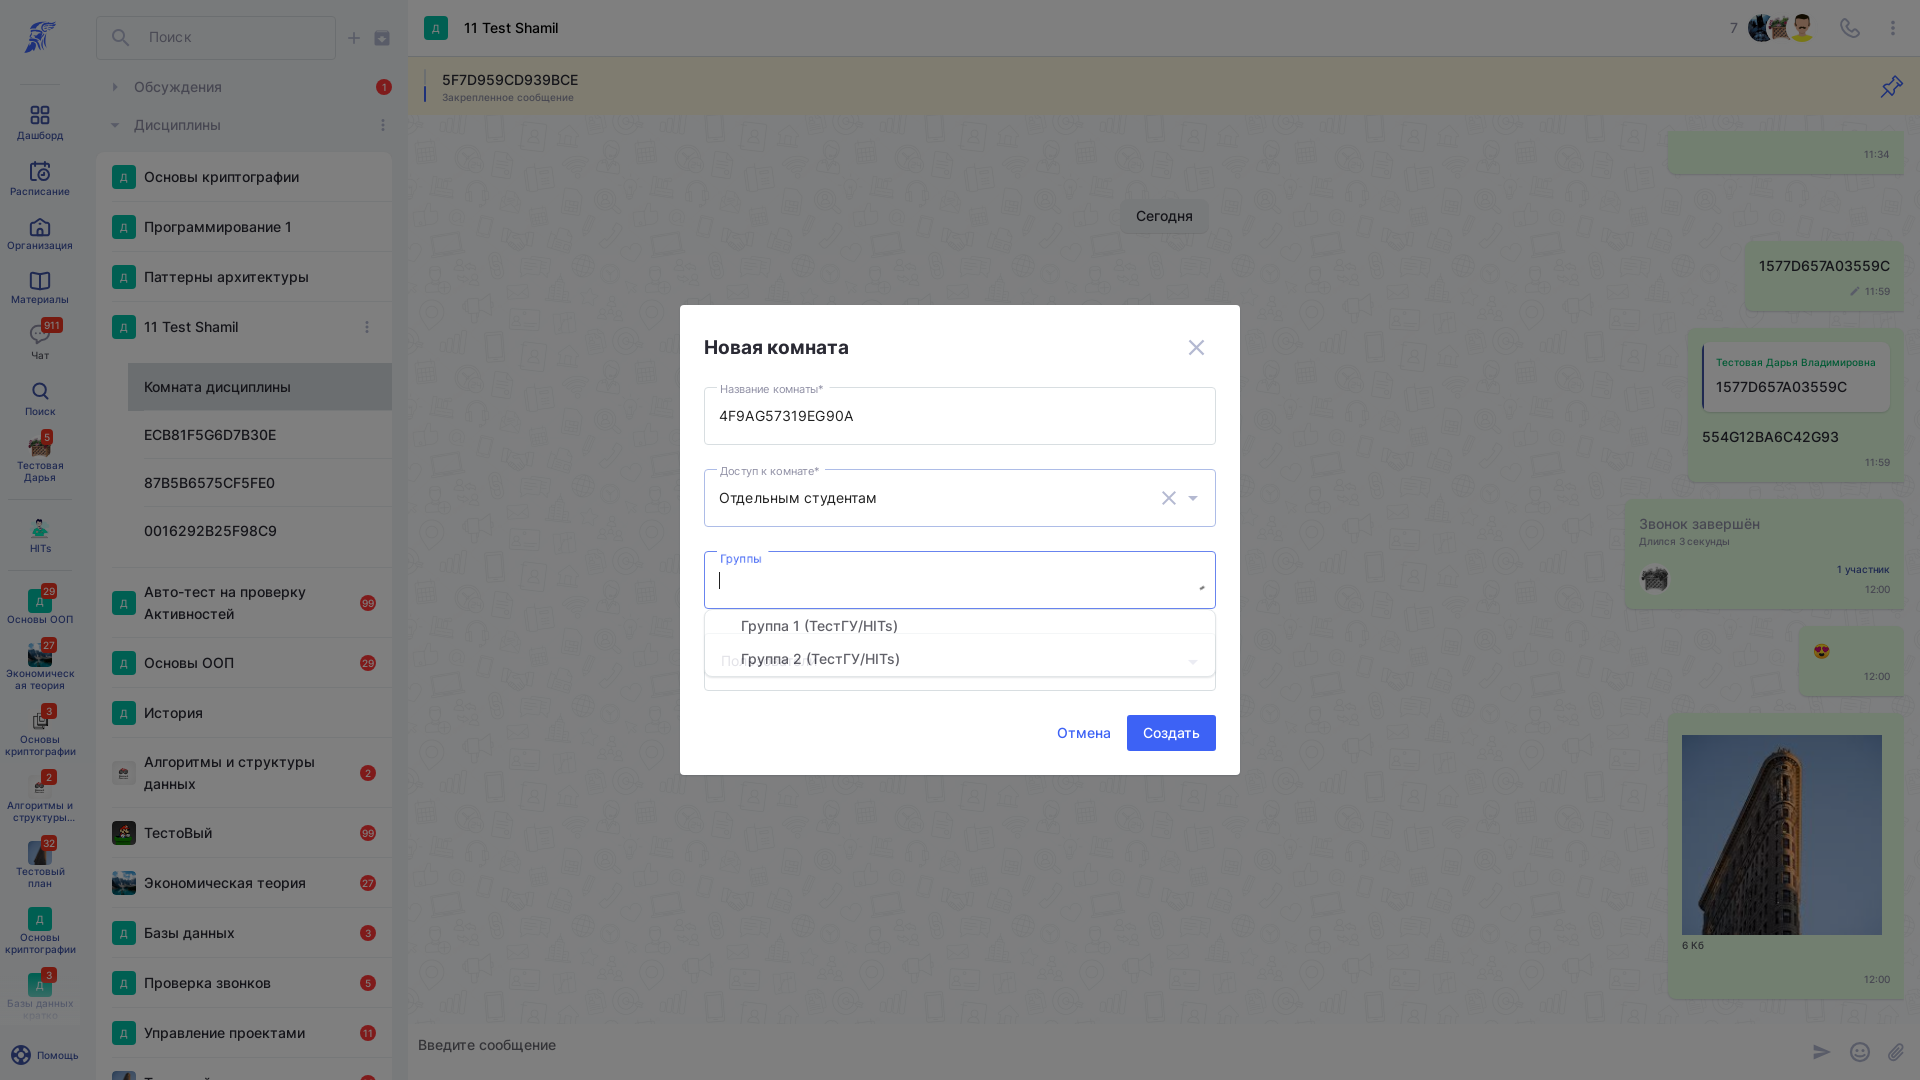 Поиск
Обсуждения
1
Дисциплины
Дашборд
Расписание
Организация
Материалы
911
Чат
Поиск
5
Тестовая
Дарья
HITs
29
Основы ООП
27
Экономическ
ая теория
3
Основы
криптографии
2
Алгоритмы и
структуры...
32
Тестовый
план
Д
Основы
криптографии
3
Базы данных
кратко
Помощь
Д Основы криптографии
Д Программирование 1
Д Паттерны архитектуры
Д 11 Test Shamil
Комната дисциплины
ECB81F5G6D7B30E
87B5B6575CF5FE0
0016292B25F98C9
Д Авто-тест на проверку
Активностей
99
Д Основы ООП 29
Д История
Алгоритмы и структуры
данных
2
ТестоВый 99
Экономическая теория 27
Д Базы данных 3
Д Проверка звонков 5
Д Управление проектами 11
Д 11 Test Shamil
7
5F7D959CD939BCE
Закрепленное сообщение
11:34
Сегодня
1577D657A03559C
11:59
Тестовая Дарья Владимировна
1577D657A03559C
554G12BA6C42G93
11:59
Звонок завершён
Длился 3 секунды
1 участник
12:00
12:00
6 Кб
12:00
Введите сообщение
Новая комната
Название комнаты*
4F9AG57319EG90A
Доступ к комнате*
Отдельным студентам
Группы
Группа 1 (ТестГУ/HITs)
Группа 2 (ТестГУ/HITs)
Отмена
Создать